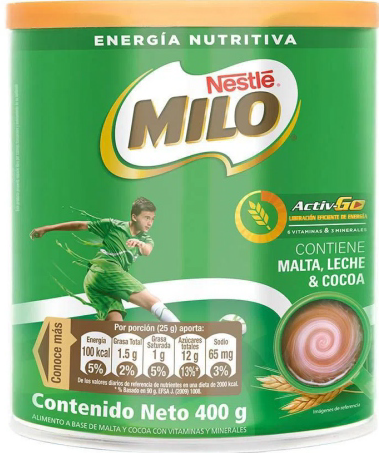 ENERGÍA NUTRITIVA
Nestlé
MILO
Activ-GO
LIBERACIÓN EFICIENTE DE ENERGÍA
6 VITAMINAS & 3 MINERALES
CONTIENE
MALTA, LECHE
& COCOA
Conoce más
Por porción (25 g) aporta:
Energía
100 kcal
5%
Grasa Total
1.5 g
2%
Grasa
Saturada
1 g
5%
Azúcares
totales
12 g
13%*
Sodio
65 mg
3%
De los valores diarios de referencia de nutrientes en una dieta de 2000 kcal.
* % Basado en 90 g. EFSA J. (2009) 1008.
Contenido Neto 400 g
ALIMENTO A BASE DE MALTA Y COCOA CON VITAMINAS Y MINERALES
Imágenes de referencia